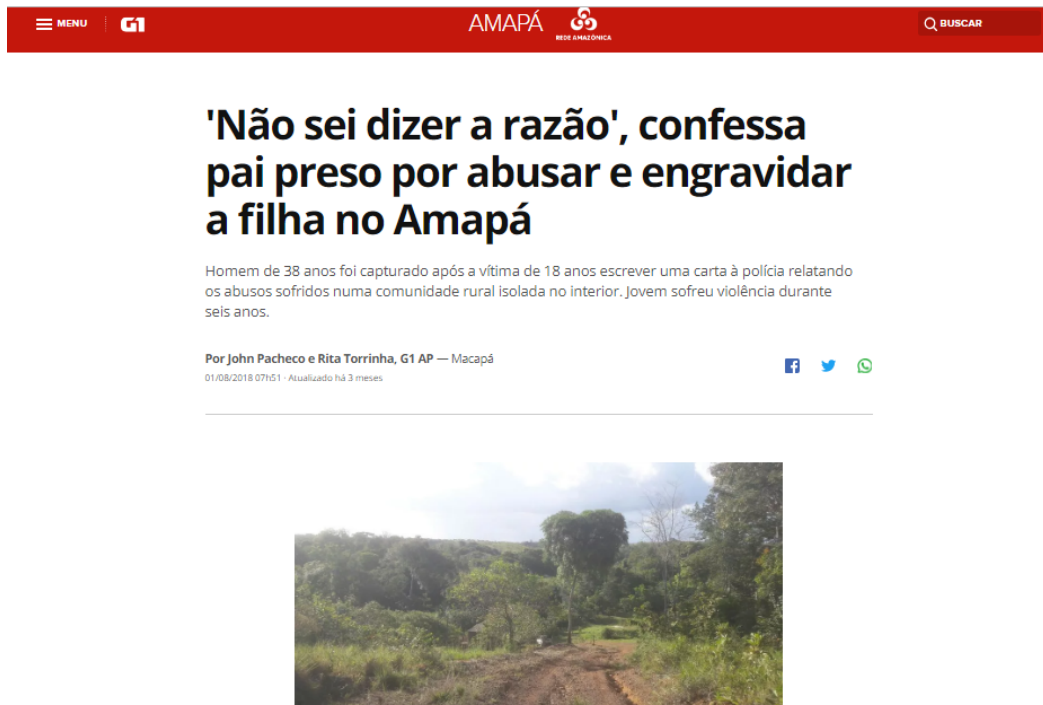 MENU
G1
AMAPÁ
REDE AMAZÔNICA
BUSCAR
'Não sei dizer a razão', confessa
pai preso por abusar e engravidar
a filha no Amapá
Homem de 38 anos foi capturado após a vítima de 18 anos escrever uma carta à polícia relatando
os abusos sofridos numa comunidade rural isolada no interior. Jovem sofreu violência durante
seis anos.
Por John Pacheco e Rita Torrinha, G1 AP — Macapá
01/08/2018 07h51 · Atualizado há 3 meses